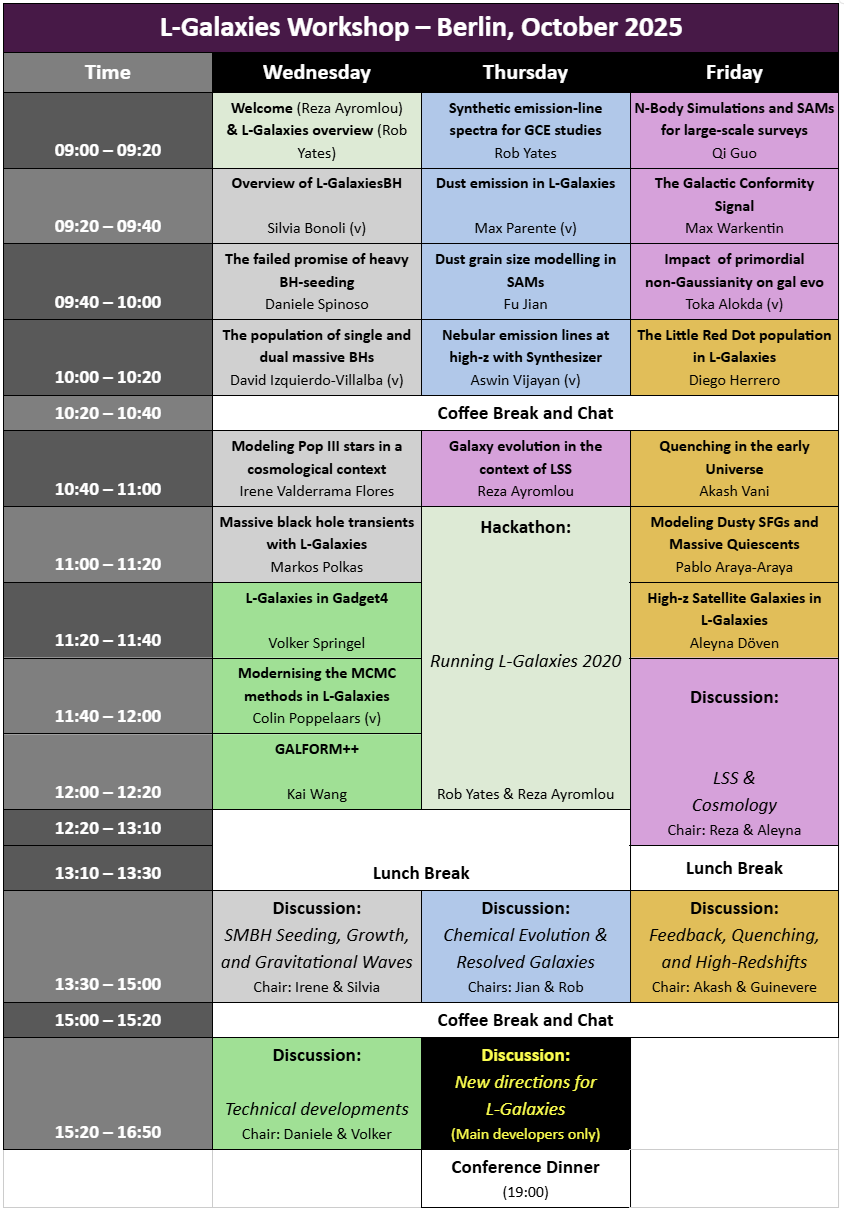 L-Galaxies Workshop – Berlin, October 2025
Time
Wednesday
Thursday
Friday
09:00 – 09:20
Welcome (Reza Ayromlou)
& L-Galaxies overview (Rob
Yates)
Synthetic emission-line
spectra for GCE studies
Rob Yates
N-Body Simulations and SAMs
for large-scale surveys
Qi Guo
09:20 – 09:40
Overview of L-GalaxiesBH
Silvia Bonoli (v)
Dust emission in L-Galaxies
Max Parente (v)
The Galactic Conformity
Signal
Max Warkentin
09:40 – 10:00
The failed promise of heavy
BH-seeding
Daniele Spinoso
Dust grain size modelling in
SAMs
Fu Jian
Impact of primordial
non-Gaussianity on gal evo
Toka Alokda (v)
10:00 – 10:20
The population of single and
dual massive BHs
David Izquierdo-Villalba (v)
Nebular emission lines at
high-z with Synthesizer
Aswin Vijayan (v)
The Little Red Dot population
in L-Galaxies
Diego Herrero
10:20 – 10:40
Coffee Break and Chat
10:40 – 11:00
Modeling Pop III stars in a
cosmological context
Irene Valderrama Flores
Galaxy evolution in the
context of LSS
Reza Ayromlou
Quenching in the early
Universe
Akash Vani
11:00 – 11:20
Massive black hole transients
with L-Galaxies
Markos Polkas
Hackathon:
Running L-Galaxies 2020
Rob Yates & Reza Ayromlou
Modeling Dusty SFGs and
Massive Quiescents
Pablo Araya-Araya
11:20 – 11:40
L-Galaxies in Gadget4
Volker Springel
High-z Satellite Galaxies in
L-Galaxies
Aleyna Döven
11:40 – 12:00
Modernising the MCMC
methods in L-Galaxies
Colin Poppelaars (v)
Discussion:
LSS &
Cosmology
Chair: Reza & Aleyna
12:00 – 12:20
GALFORM++
Kai Wang
12:20 – 13:10
13:10 – 13:30
Lunch Break
Lunch Break
13:30 – 15:00
Discussion:
SMBH Seeding, Growth,
and Gravitational Waves
Chair: Irene & Silvia
Discussion:
Chemical Evolution &
Resolved Galaxies
Chairs: Jian & Rob
Discussion:
Feedback, Quenching,
and High-Redshifts
Chair: Akash & Guinevere
15:00 – 15:20
Coffee Break and Chat
15:20 – 16:50
Discussion:
Technical developments
Chair: Daniele & Volker
Discussion:
New directions for
L-Galaxies
(Main developers only)
Conference Dinner
(19:00)